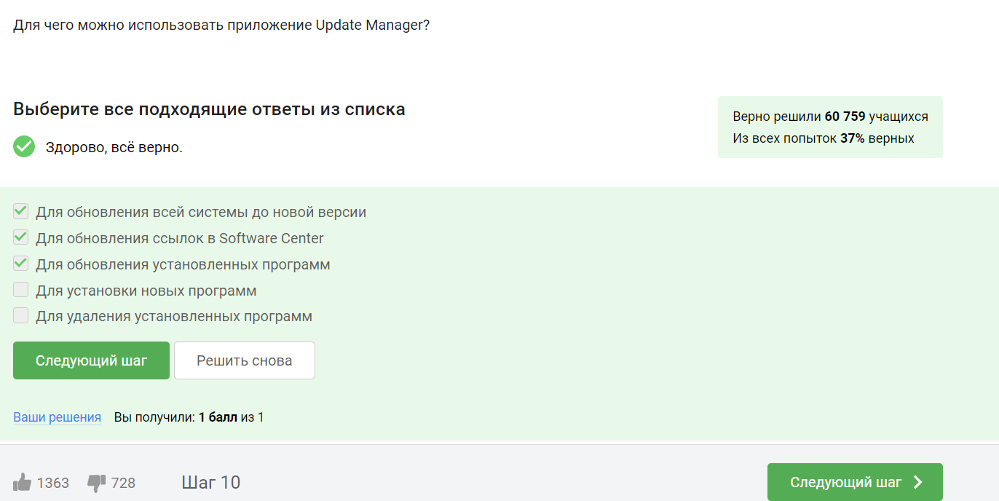 Для чего можно использовать приложение Update Manager?
Выберите все подходящие ответы из списка
Верно решили 60 759 учащихся
Из всех попыток 37% верных
Здорово, всё верно.
Для обновления всей системы до новой версии
Для обновления ссылок в Software Center
Для обновления установленных программ
Для установки новых программ
Для удаления установленных программ
Следующий шаг Решить снова
Ваши решения Вы получили: 1 балл из 1
1363 728 Шаг 10 Следующий шаг